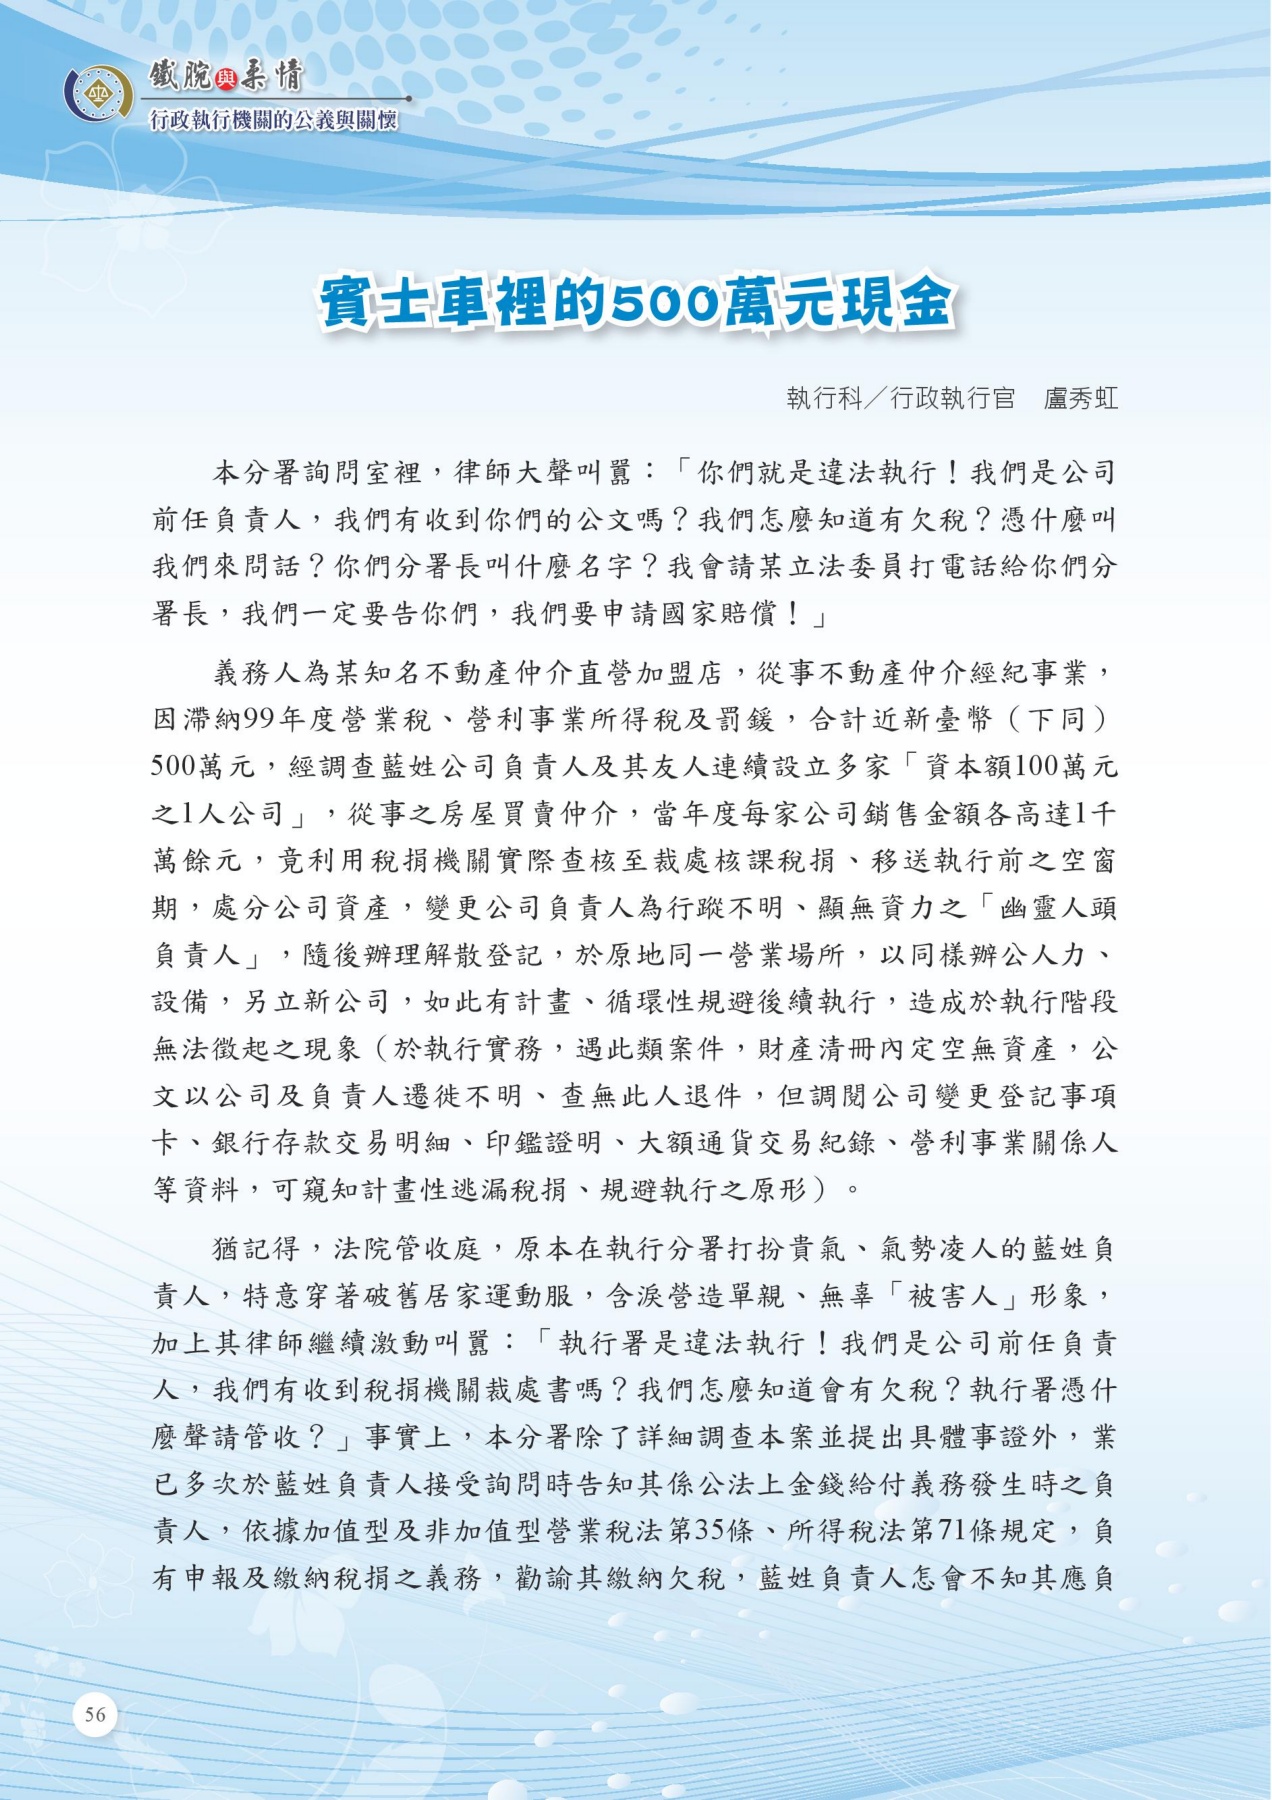 鐵腕與柔情
行政執行機關的公義與關懷
賓士車裡的500萬元現金
執行科／行政執行官　盧秀虹
本分署詢問室裡，律師大聲叫囂：「你們就是違法執行！我們是公司
前任負責人，我們有收到你們的公文嗎？我們怎麼知道有欠稅？憑什麼叫
我們來問話？你們分署長叫什麼名字？我會請某立法委員打電話給你們分
署長，我們一定要告你們，我們要申請國家賠償！」
義務人為某知名不動產仲介直營加盟店，從事不動產仲介經紀事業，
因滯納99年度營業稅、營利事業所得稅及罰鍰，合計近新臺幣（下同）
500萬元，經調查藍姓公司負責人及其友人連續設立多家「資本額100萬元
之1人公司」，從事之房屋買賣仲介，當年度每家公司銷售金額各高達1千
萬餘元，竟利用稅捐機關實際查核至裁處核課稅捐、移送執行前之空窗
期，處分公司資產，變更公司負責人為行蹤不明、顯無資力之「幽靈人頭
負責人」，隨後辦理解散登記，於原地同一營業場所，以同樣辦公人力、
設備，另立新公司，如此有計畫、循環性規避後續執行，造成於執行階段
無法徵起之現象（於執行實務，遇此類案件，財產清冊內定空無資產，公
文以公司及負責人遷徙不明、查無此人退件，但調閱公司變更登記事項
卡、銀行存款交易明細、印鑑證明、大額通貨交易紀錄、營利事業關係人
等資料，可窺知計畫性逃漏稅捐、規避執行之原形）。
猶記得，法院管收庭，原本在執行分署打扮貴氣、氣勢凌人的藍姓負
責人，特意穿著破舊居家運動服，含淚營造單親、無辜「被害人」形象，
加上其律師繼續激動叫囂：「執行署是違法執行！我們是公司前任負責
人，我們有收到稅捐機關裁處書嗎？我們怎麼知道會有欠稅？執行署憑什
麼聲請管收？」事實上，本分署除了詳細調查本案並提出具體事證外，業
已多次於藍姓負責人接受詢問時告知其係公法上金錢給付義務發生時之負
責人，依據加值型及非加值型營業稅法第35條、所得稅法第71條規定，負
有申報及繳納稅捐之義務，勸諭其繳納欠稅，藍姓負責人怎會不知其應負
56